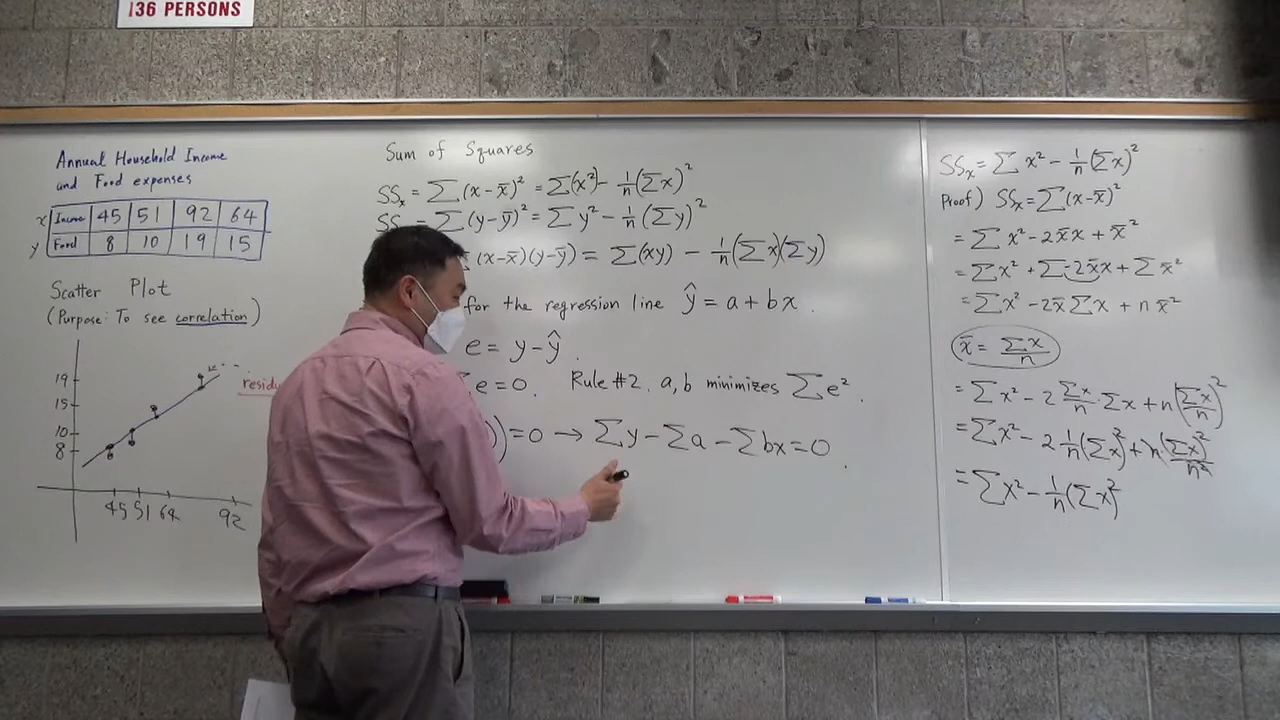 136 PERSONS
Annual Household Income
and Food expenses
x Income 45 51 92 64
y Food 8 10 19 15
Scatter Plot
(Purpose: To see correlation)
19
15
10
8
45 51 64 92
Sum of Squares
SSₓ = ∑ (x-x̄)² = ∑(x²) - 1/n (∑x)²
SS = ∑ (y-ȳ)² = ∑ y² - 1/n (∑y)²
(x-x̄)(y-ȳ) = ∑(xy) - 1/n (∑x)(∑y)
for the regression line ŷ = a + bx.
e = y - ŷ.
e = 0. Rule #2. a, b minimizes ∑e².
) = 0 → ∑y - ∑a - ∑bx = 0.
SSₓ = ∑ x² - 1/n (∑x)²
Proof) SSₓ = ∑(x-x̄)²
= ∑ x² - 2x̄x + x̄²
= ∑x² + ∑-2x̄x + ∑ x̄²
= ∑x² - 2x̄∑x + n x̄²
x̄ = ∑x/n
= ∑x² - 2 ∑x/n · ∑x + n(∑x/n)²
= ∑x² - 2 1/n (∑x)² + n (∑x)²/n²
= ∑x² - 1/n (∑x)²